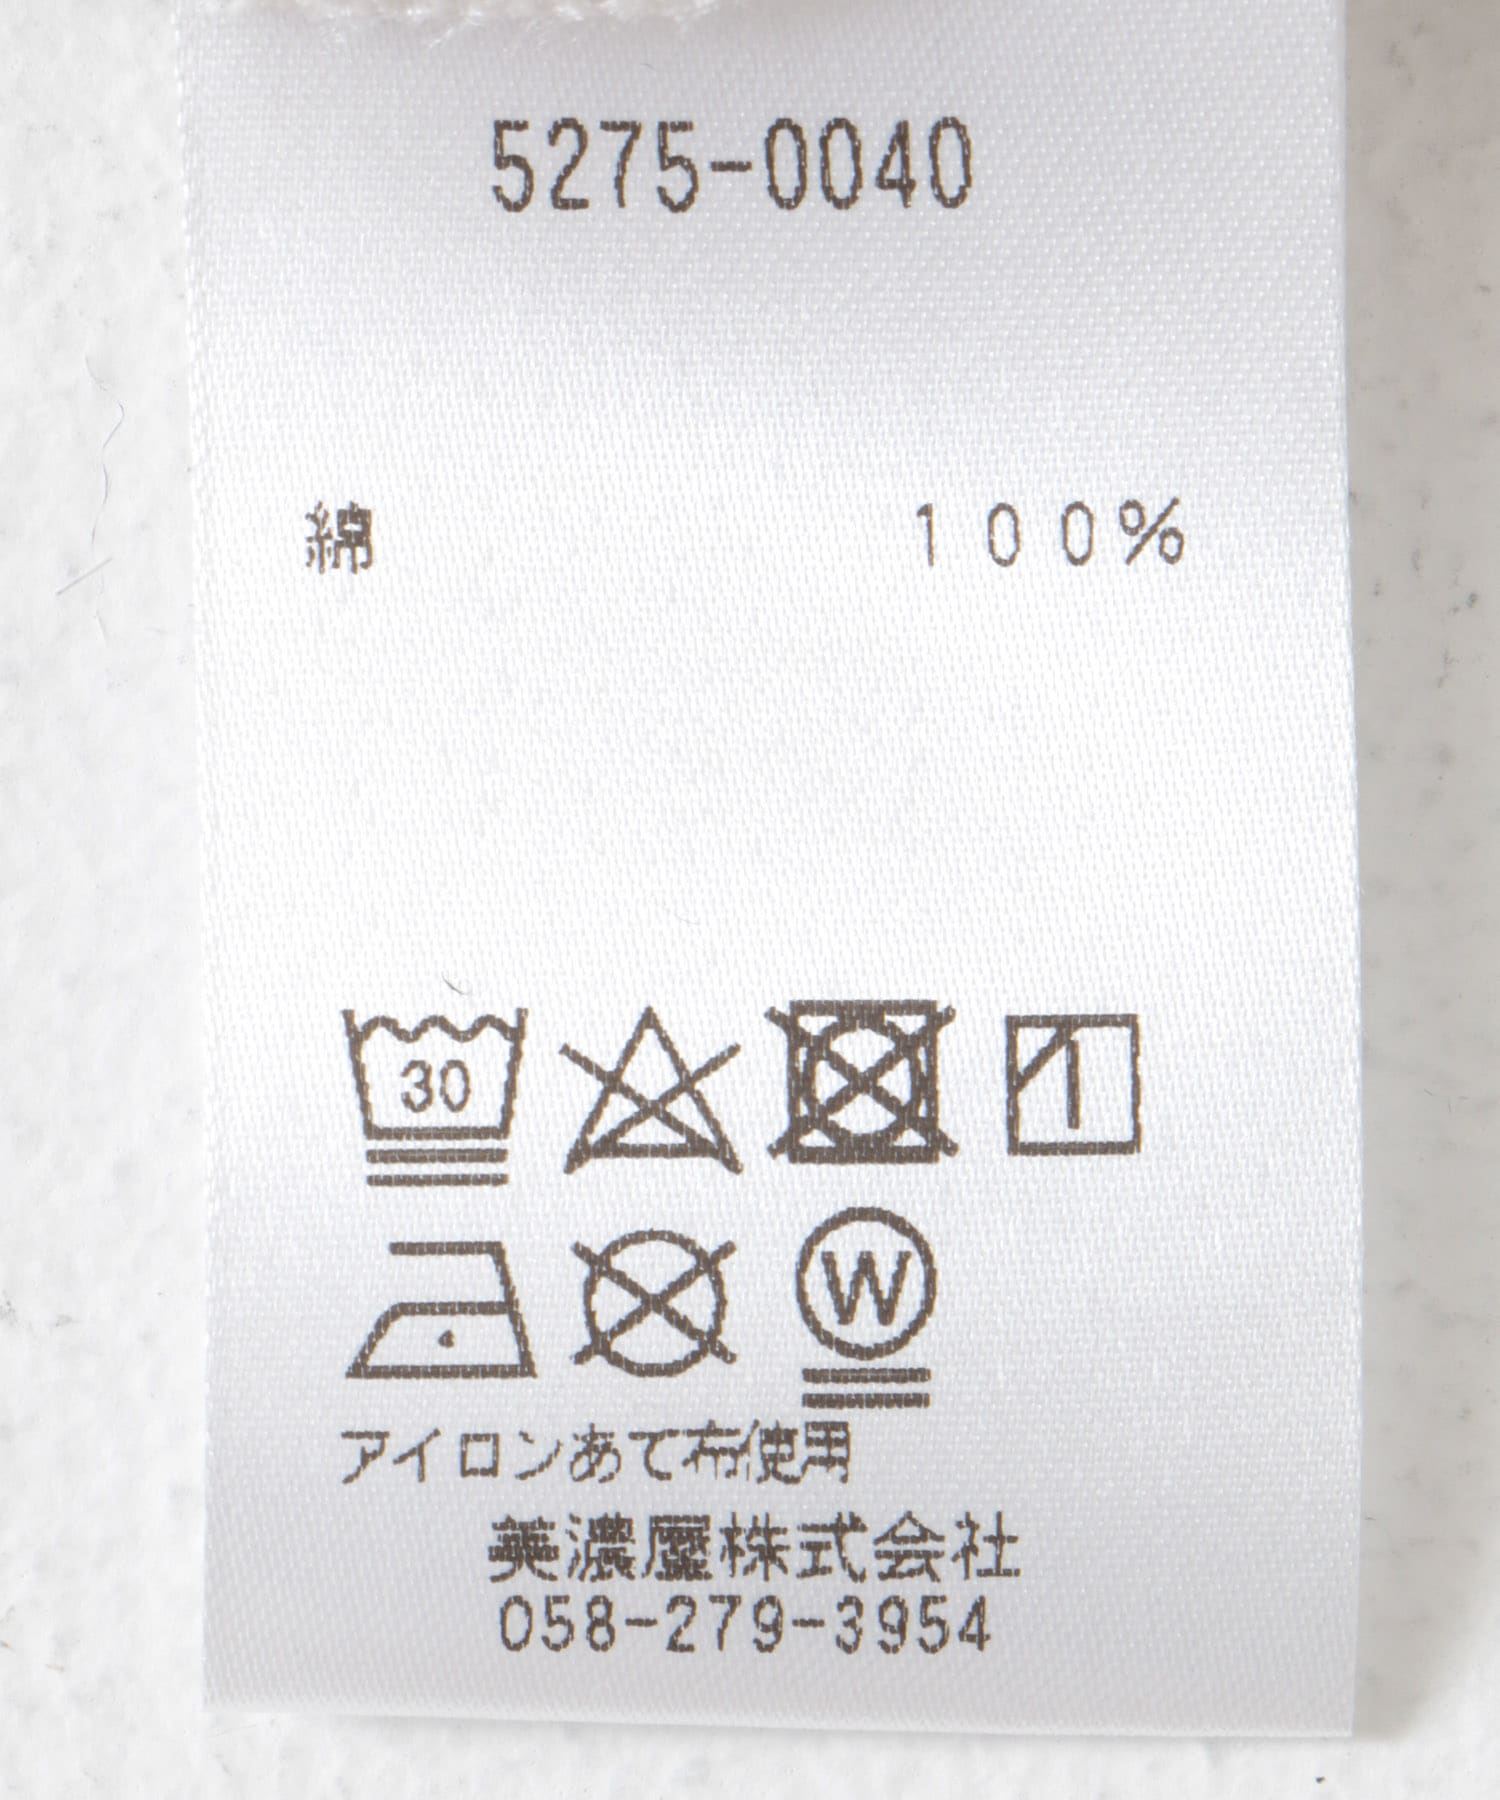 5275-0040
綿 100%
30
W
アイロンあて布使用
美濃屋株式会社
058-279-3954